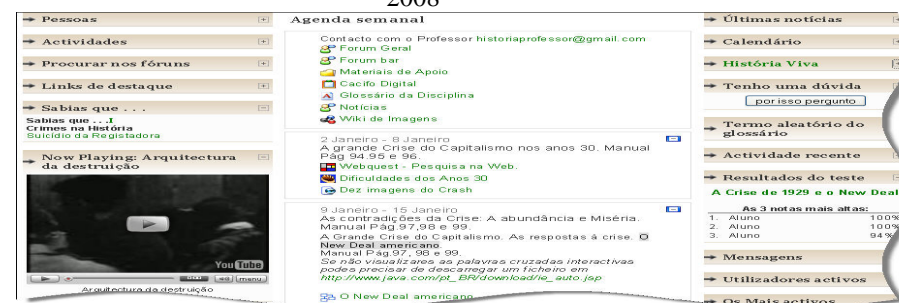 2008
Pessoas
Actividades
Procurar nos fóruns
Links de destaque
Sabias que . . .
Sabias que . . .I
Crimes na História
Suicídio da Registadora
Now Playing: Arquitectura
da destruição
YouTube
menu
Arquitectura da destruição
Agenda semanal
Contacto com o Professor historiaprofessor@gmail.com
Forum Geral
Forum bar
Materiais de Apoio
Cacifo Digital
Glossário da Disciplina
Notícias
Wiki de Imagens
2 Janeiro - 8 Janeiro
A grande Crise do Capitalismo nos anos 30. Manual
Pág 94.95 e 96.
Webquest - Pesquisa na Web.
Dificuldades dos Anos 30
Dez imagens do Crash
9 Janeiro - 15 Janeiro
As contradições da Crise: A abundância e Miséria.
Manual Pág.97,98 e 99.
A Grande Crise do Capitalismo. As respostas à crise. O
New Deal americano.
Manual Pág.97, 98 e 99.
Se não visualizares as palavras cruzadas interactivas
podes precisar de descarregar um ficheiro em
http://www.java.com/pt_BR/download/ie_auto.jsp
O New Deal americano
Últimas notícias
Calendário
História Viva
Tenho uma dúvida
por isso pergunto
Termo aleatório do
glossário
Actividade recente
Resultados do teste
A Crise de 1929 e o New Deal
As 3 notas mais altas:
1. Aluno 100%
2. Aluno 100%
3. Aluno 94%
Mensagens
Utilizadores activos
Os Mais activos